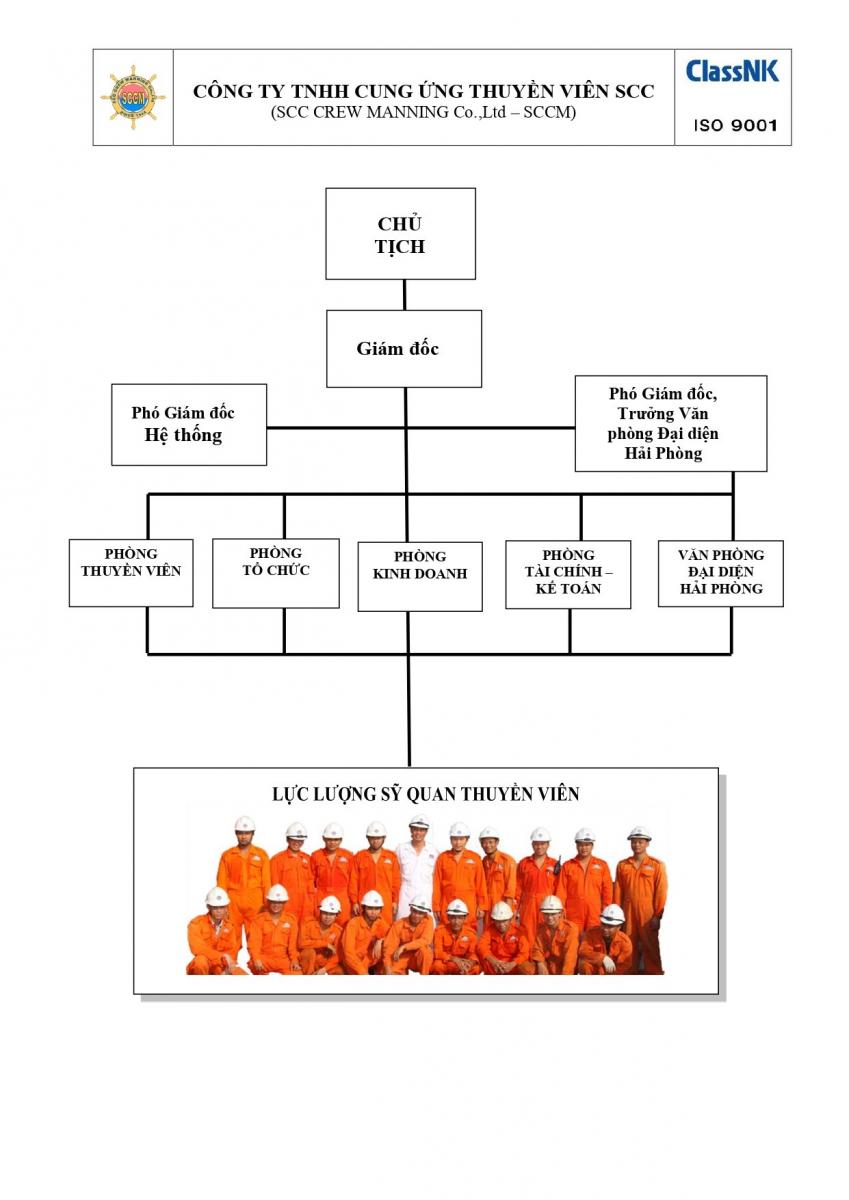 SCCM
CÔNG TY TNHH CUNG ỨNG THUYỀN VIÊN SCC
(SCC CREW MANNING Co.,Ltd – SCCM)
ClassNK
ISO 9001
CHỦ
TỊCH
Giám đốc
Phó Giám đốc
Hệ thống
Phó Giám đốc,
Trưởng Văn
phòng Đại diện
Hải Phòng
PHÒNG
THUYỀN VIÊN
PHÒNG
TỔ CHỨC
PHÒNG
KINH DOANH
PHÒNG
TÀI CHÍNH –
KẾ TOÁN
VĂN PHÒNG
ĐẠI DIỆN
HẢI PHÒNG
LỰC LƯỢNG SỸ QUAN THUYỀN VIÊN